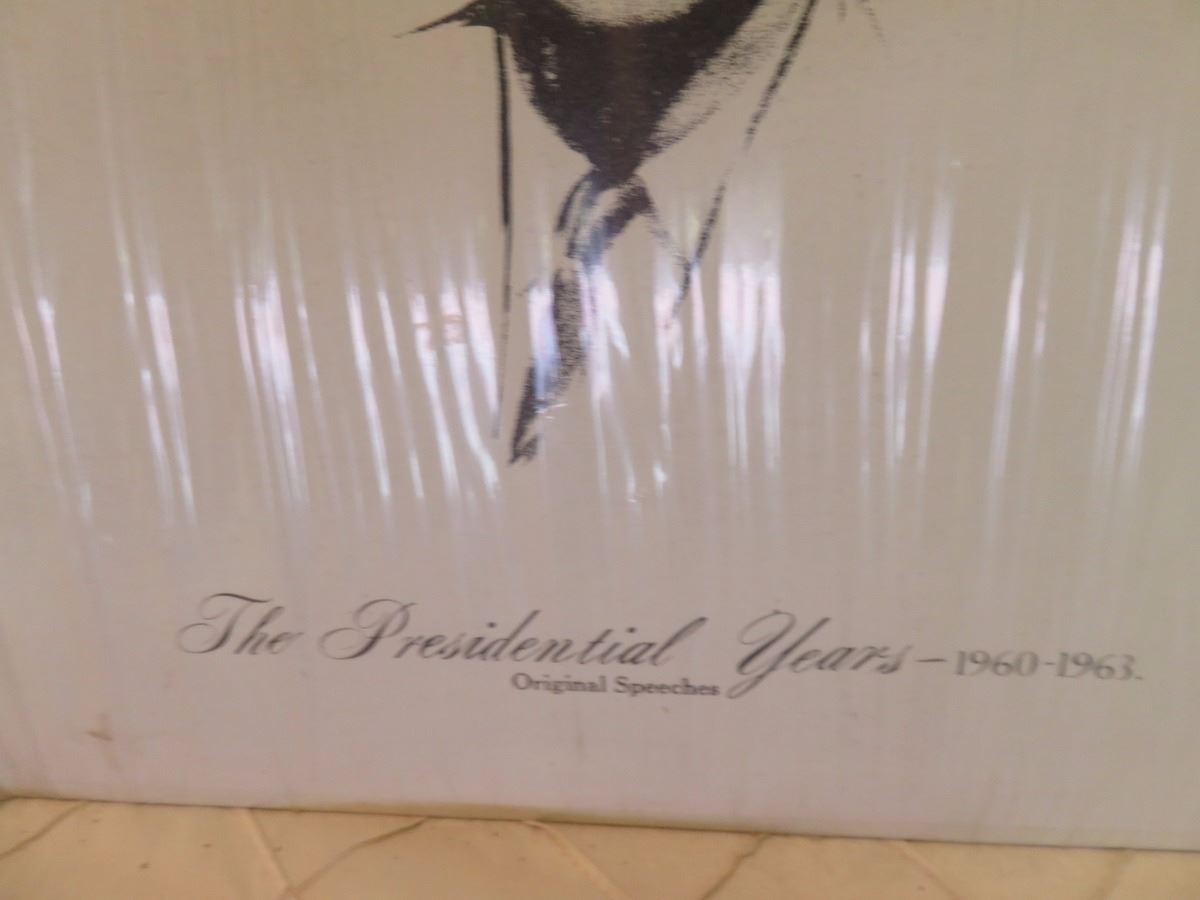 The Presidential Years – 1960-1963.
Original Speeches